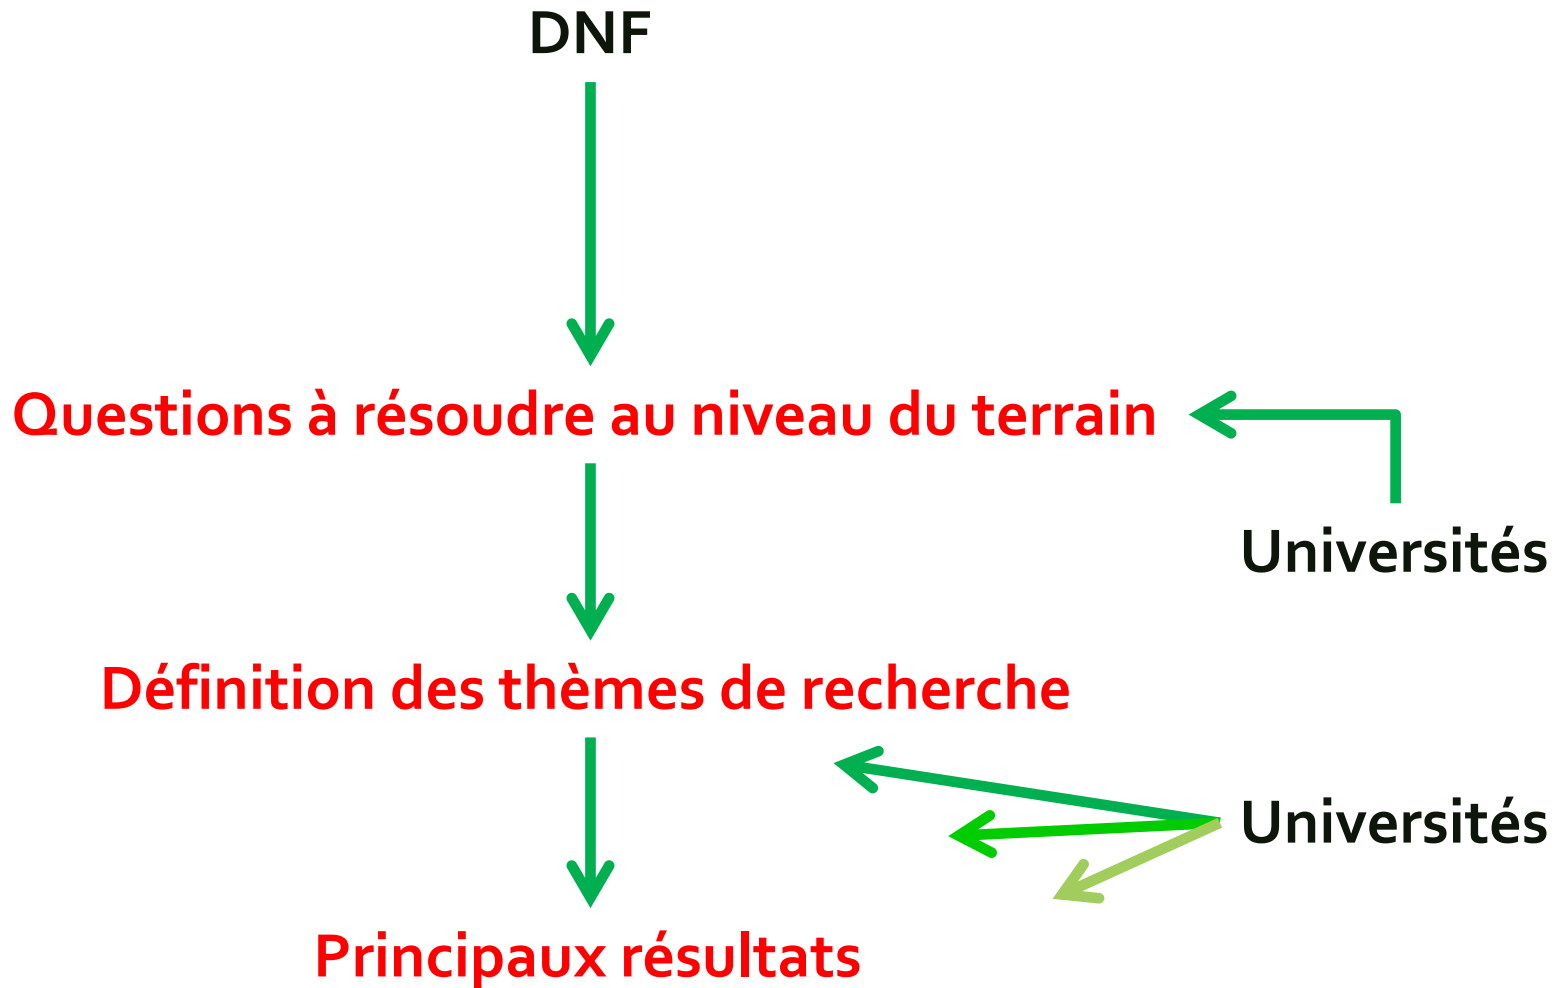 DNF
Questions à résoudre au niveau du terrain
Universités
Définition des thèmes de recherche
Universités
Principaux résultats